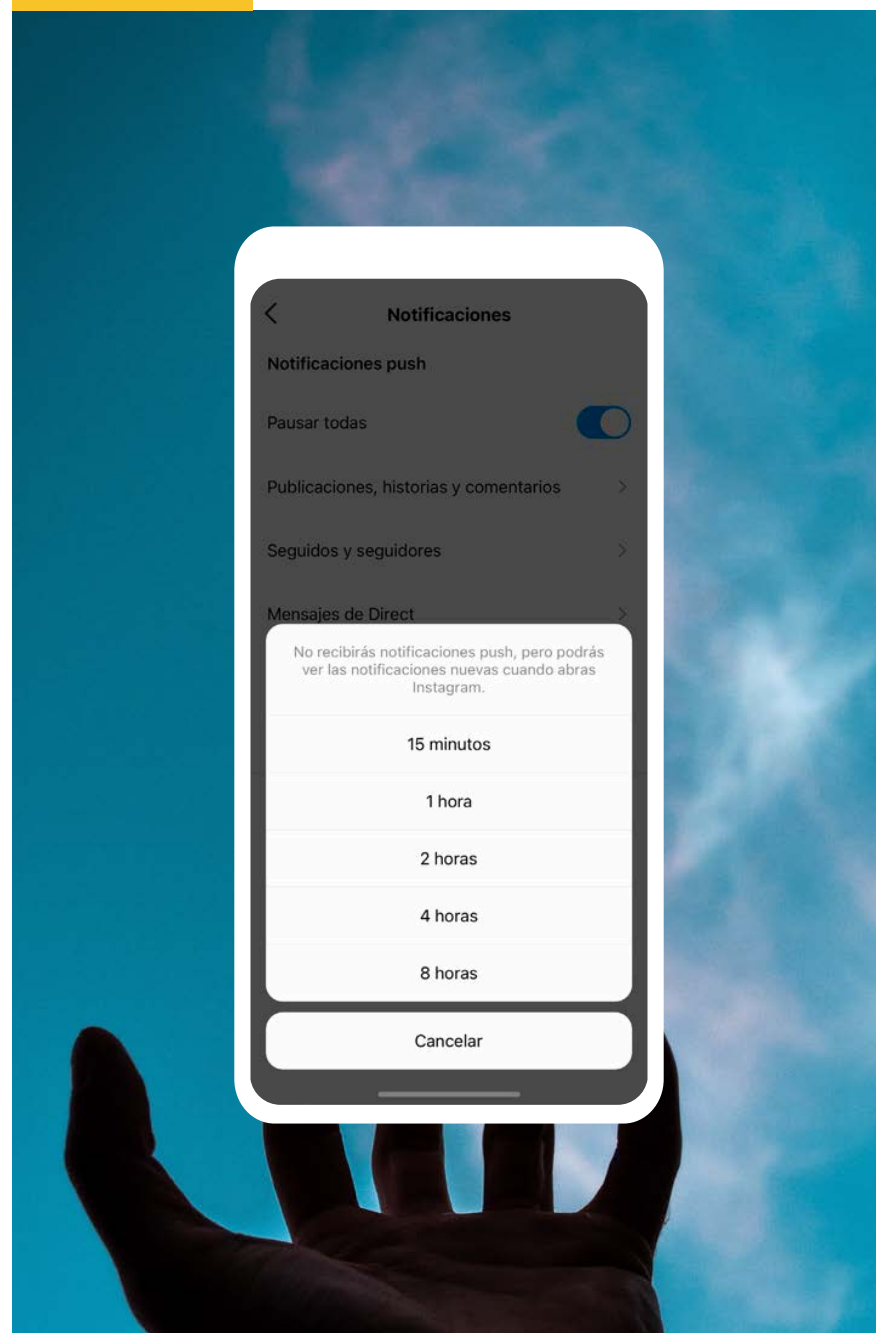 Notificaciones
Notificaciones push
Pausar todas
Publicaciones, historias y comentarios
Seguidos y seguidores
Mensajes de Direct
No recibirás notificaciones push, pero podrás
ver las notificaciones nuevas cuando abras
Instagram.
15 minutos
1 hora
2 horas
4 horas
8 horas
Cancelar